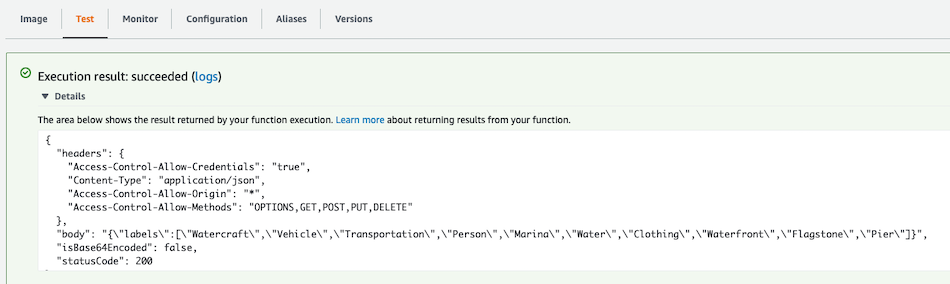 Image Test Monitor Configuration Aliases Versions
Execution result: succeeded (logs)
▼ Details
The area below shows the result returned by your function execution. Learn more about returning results from your function.
{
  "headers": {
    "Access-Control-Allow-Credentials": "true",
    "Content-Type": "application/json",
    "Access-Control-Allow-Origin": "*",
    "Access-Control-Allow-Methods": "OPTIONS,GET,POST,PUT,DELETE"
  },
  "body": "{\"labels\":[\"Watercraft\",\"Vehicle\",\"Transportation\",\"Person\",\"Marina\",\"Water\",\"Clothing\",\"Waterfront\",\"Flagstone\",\"Pier\"]}",
  "isBase64Encoded": false,
  "statusCode": 200